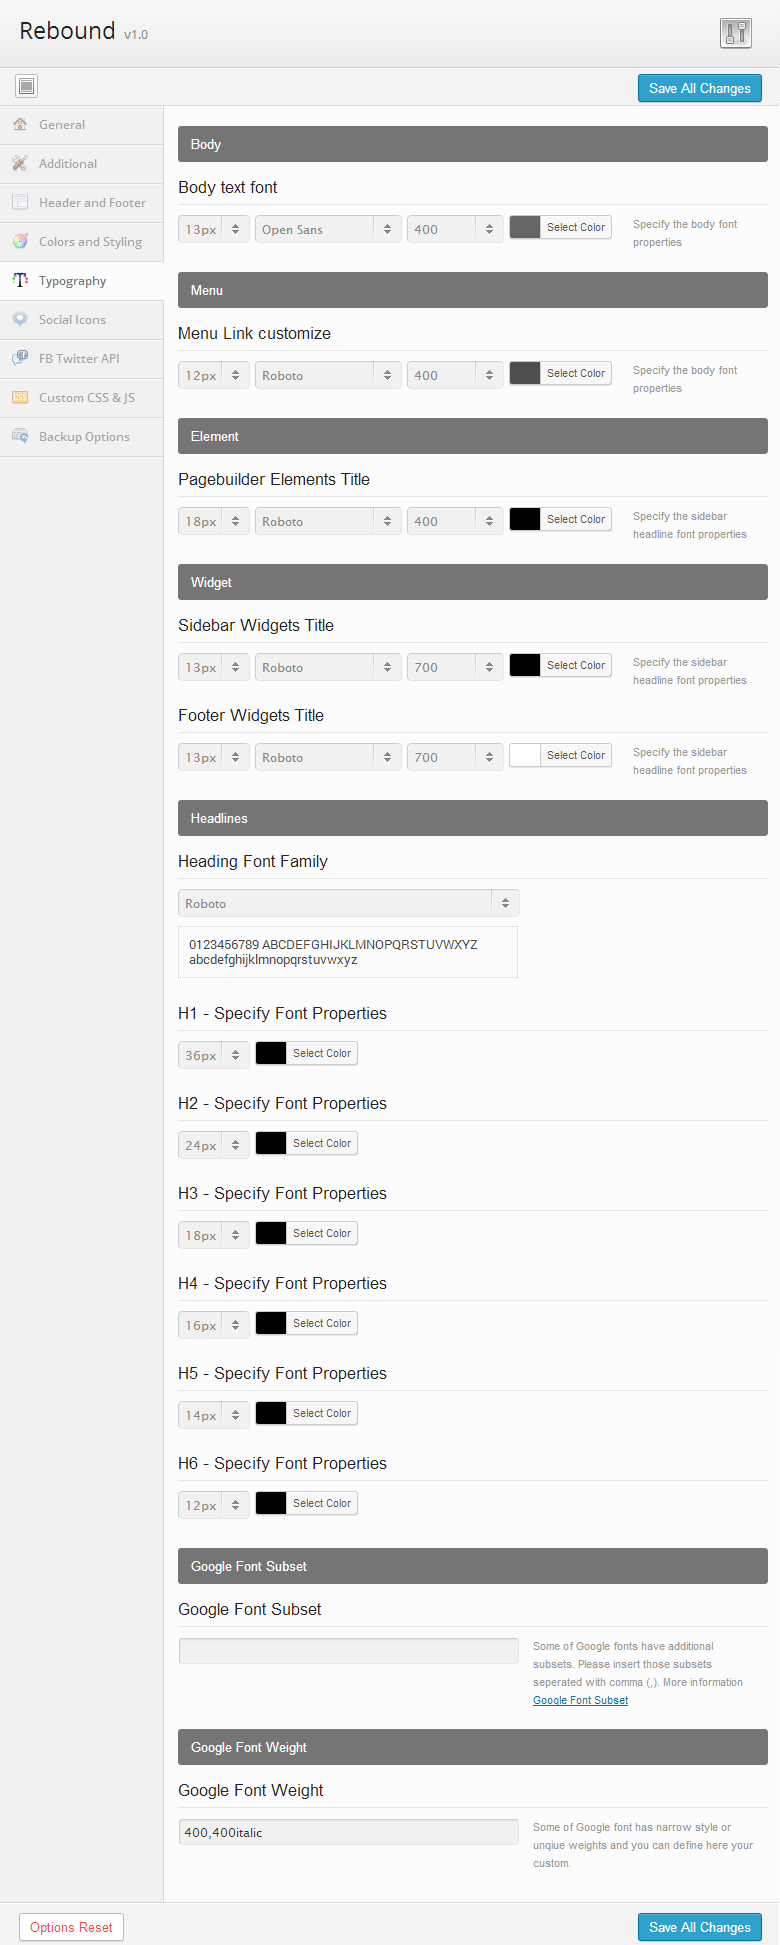 Rebound v1.0
Save All Changes
General
Additional
Header and Footer
Colors and Styling
Typography
Social Icons
FB Twitter API
Custom CSS & JS
Backup Options
Body
Body text font
13px Open Sans 400 Select Color
Specify the body font
properties
Menu
Menu Link customize
12px Roboto 400 Select Color
Specify the body font
properties
Element
Pagebuilder Elements Title
18px Roboto 400 Select Color
Specify the sidebar
headline font properties
Widget
Sidebar Widgets Title
13px Roboto 700 Select Color
Specify the sidebar
headline font properties
Footer Widgets Title
13px Roboto 700 Select Color
Specify the sidebar
headline font properties
Headlines
Heading Font Family
Roboto
0123456789 ABCDEFGHIJKLMNOPQRSTUVWXYZ
abcdefghijklmnopqrstuvwxyz
H1 - Specify Font Properties
36px Select Color
H2 - Specify Font Properties
24px Select Color
H3 - Specify Font Properties
18px Select Color
H4 - Specify Font Properties
16px Select Color
H5 - Specify Font Properties
14px Select Color
H6 - Specify Font Properties
12px Select Color
Google Font Subset
Google Font Subset
Some of Google fonts have additional
subsets. Please insert those subsets
seperated with comma (,). More information
Google Font Subset
Google Font Weight
Google Font Weight
400,400italic
Some of Google font has narrow style or
unqiue weights and you can define here your
custom.
Options Reset
Save All Changes